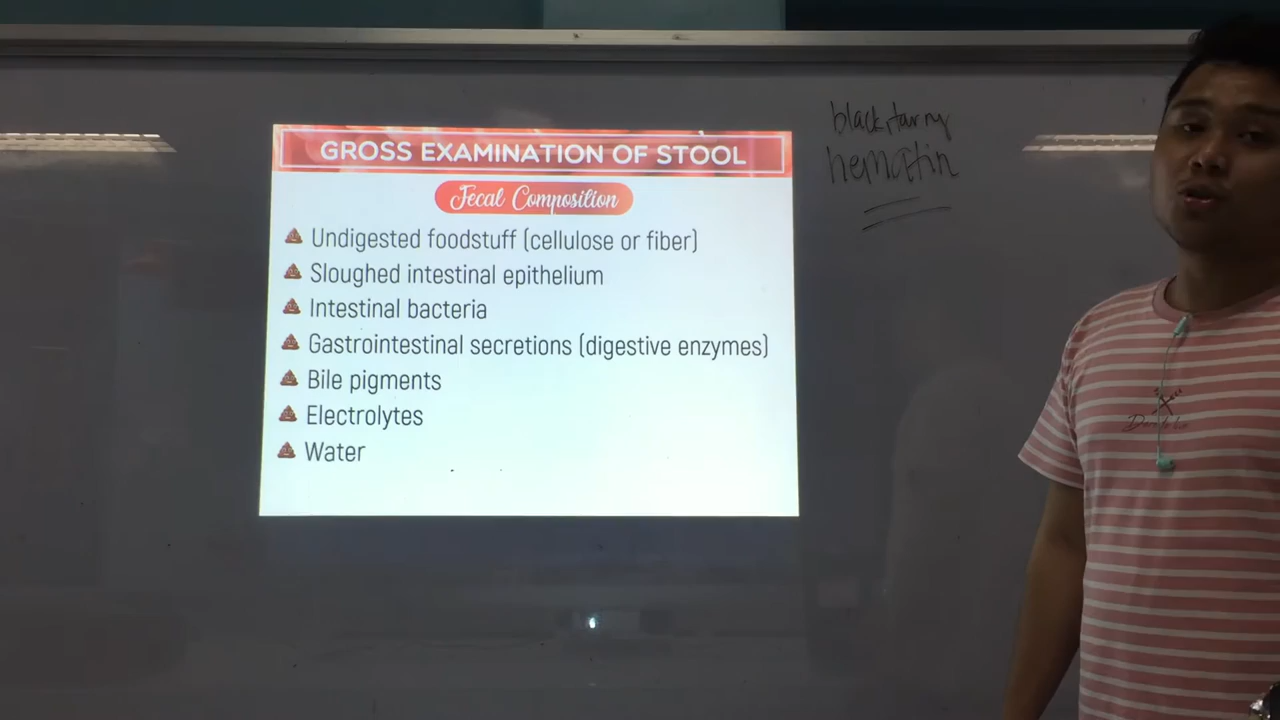 GROSS EXAMINATION OF STOOL
Fecal Composition
Undigested foodstuff (cellulose or fiber)
Sloughed intestinal epithelium
Intestinal bacteria
Gastrointestinal secretions (digestive enzymes)
Bile pigments
Electrolytes
Water
black, tarry
hematin